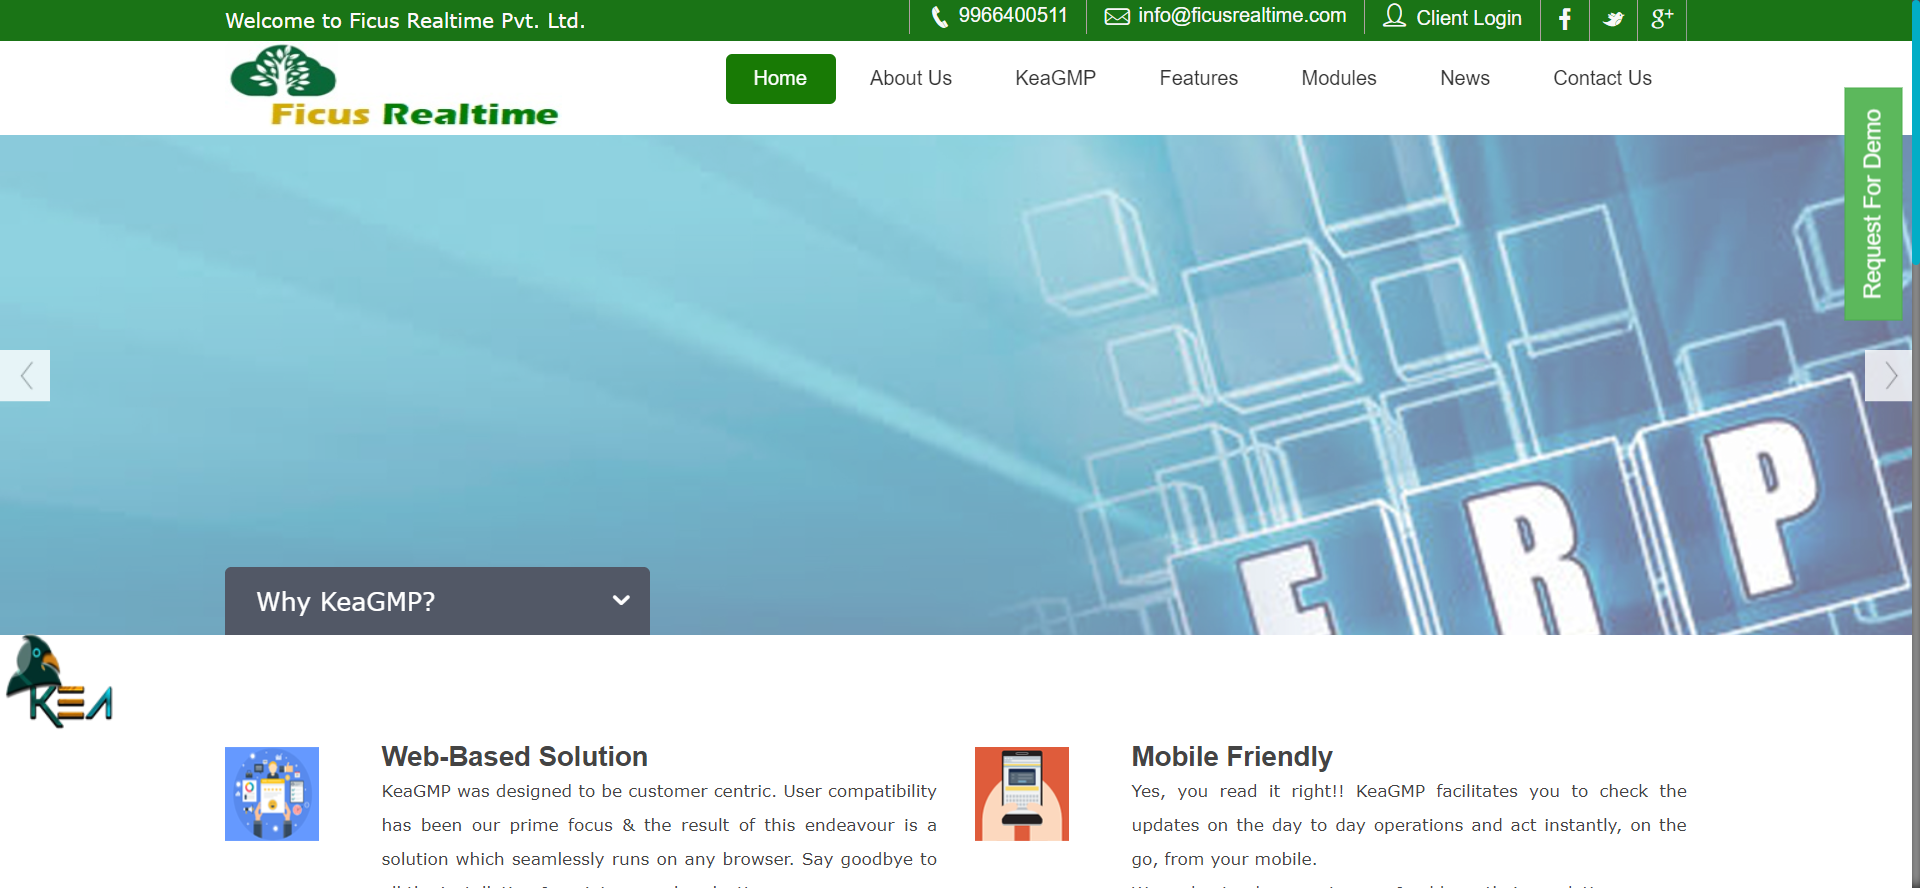 Welcome to Ficus Realtime Pvt. Ltd.
9966400511
info@ficusrealtime.com
Client Login
g+
Ficus Realtime
Home
About Us
KeaGMP
Features
Modules
News
Contact Us
Request For Demo
ERP
Why KeaGMP?
KEA
Web-Based Solution
KeaGMP was designed to be customer centric. User compatibility
has been our prime focus & the result of this endeavour is a
solution which seamlessly runs on any browser. Say goodbye to
Mobile Friendly
Yes, you read it right!! KeaGMP facilitates you to check the
updates on the day to day operations and act instantly, on the
go, from your mobile.